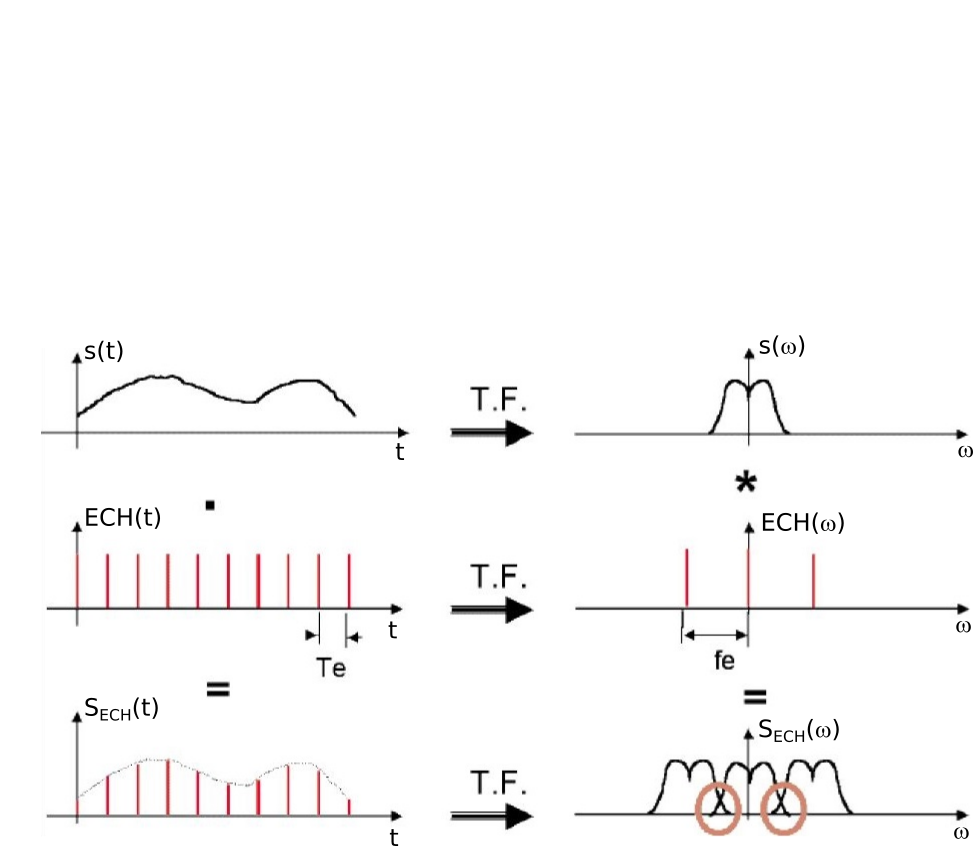 s(t)
s(ω)
T.F.
t
ω
.
*
ECH(t)
ECH(ω)
T.F.
t
ω
Te
fe
=
=
S_ECH(t)
S_ECH(ω)
T.F.
t
ω